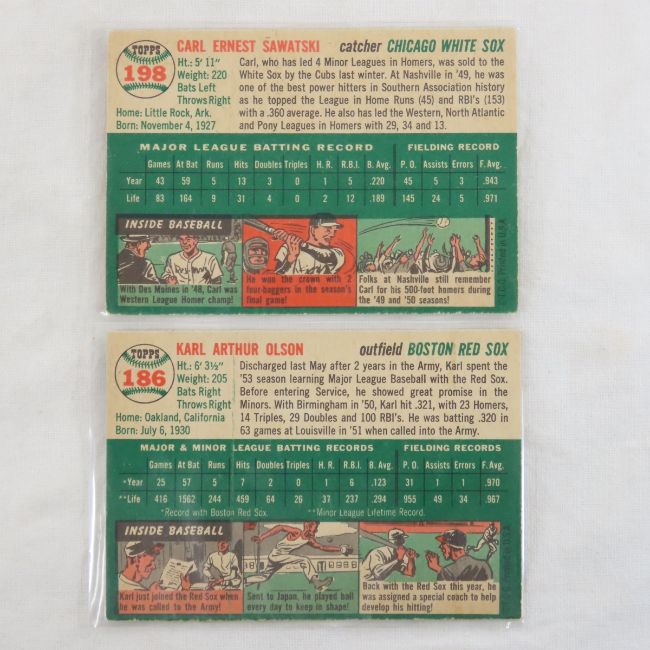 TOPPS
198
CARL ERNEST SAWATSKI catcher CHICAGO WHITE SOX
Ht.: 5' 11"
Weight: 220
Bats Left
Throws Right
Home: Little Rock, Ark.
Born: November 4, 1927
Carl, who has led 4 Minor Leagues in Homers, was sold to the
White Sox by the Cubs last winter. At Nashville in '49, he was
one of the best power hitters in Southern Association history
as he topped the League in Home Runs (45) and RBI's (153)
with a .360 average. He also has led the Western, North Atlantic
and Pony Leagues in Homers with 29, 34 and 13.
MAJOR LEAGUE BATTING RECORD FIELDING RECORD
Games At Bat Runs Hits Doubles Triples H. R. R.B.I. B. Avg. P. O. Assists Errors F. Avg.
Year 43 59 5 13 3 0 1 5 .220 45 5 3 .943
Life 83 164 9 31 4 0 2 12 .189 145 24 5 .971
INSIDE BASEBALL
With Des Moines in '48, Carl was
Western League Homer champ!
He won the crown with 2
four-baggers in the season's
final game!
Folks at Nashville still remember
Carl for his 500-foot homers during
the '49 and '50 seasons!
Printed in U.S.A.
TOPPS
186
KARL ARTHUR OLSON outfield BOSTON RED SOX
Ht.: 6' 3½"
Weight: 205
Bats Right
Throws Right
Home: Oakland, California
Born: July 6, 1930
Discharged last May after 2 years in the Army, Karl spent the
'53 season learning Major League Baseball with the Red Sox.
Before entering Service, he showed great promise in the
Minors. With Birmingham in '50, Karl hit .321, with 23 Homers,
14 Triples, 29 Doubles and 100 RBI's. He was batting .320 in
63 games at Louisville in '51 when called into the Army.
MAJOR & MINOR LEAGUE BATTING RECORDS FIELDING RECORDS
Games At Bat Runs Hits Doubles Triples H. R. R.B.I. B. Avg. P. O. Assists Errors F. Avg.
*Year 25 57 5 7 2 0 1 6 .123 31 1 1 .970
**Life 416 1562 244 459 64 26 37 237 .294 955 49 34 .967
*Record with Boston Red Sox. **Minor League Lifetime Record.
INSIDE BASEBALL
Karl just joined the Red Sox when
he was called to the Army!
Sent to Japan, he played ball
every day to keep in shape!
Back with the Red Sox this year, he
was assigned a special coach to help
develop his hitting!